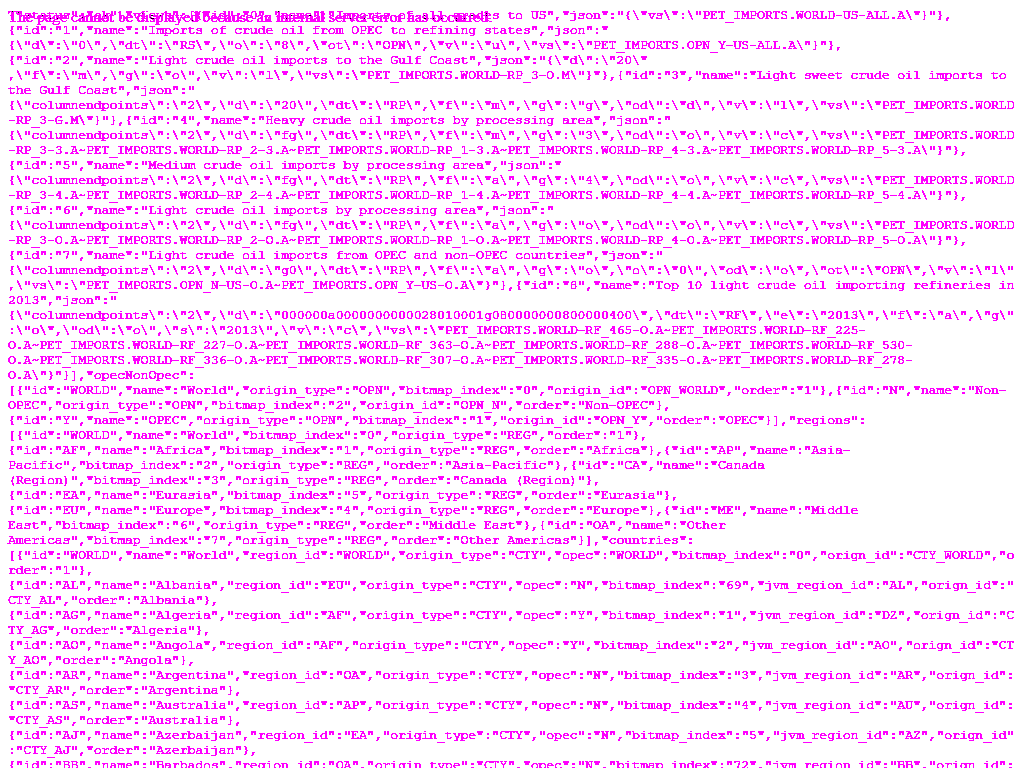 The page cannot be displayed because an internal server error has occurred.
Imports of all grades to US","json":"{\"vs\":\"PET_IMPORTS.WORLD-US-ALL.A\"}"},
{"id":"1","name":"Imports of crude oil from OPEC to refining states","json":"
{\"d\":\"0\",\"dt\":\"RS\",\"o\":\"8\",\"ot\":\"OPN\",\"v\":\"u\",\"vs\":\"PET_IMPORTS.OPN_Y-US-ALL.A\"}"},
{"id":"2","name":"Light crude oil imports to the Gulf Coast","json":"{\"d\":\"20\"
,\"f\":\"m\",\"g\":\"o\",\"v\":\"l\",\"vs\":\"PET_IMPORTS.WORLD-RP_3-O.M\"}"},{"id":"3","name":"Light sweet crude oil imports to
the Gulf Coast","json":"
{\"columnendpoints\":\"2\",\"d\":\"20\",\"dt\":\"RP\",\"f\":\"m\",\"g\":\"g\",\"od\":\"d\",\"v\":\"l\",\"vs\":\"PET_IMPORTS.WORLD
-RP_3-G.M\"}"},{"id":"4","name":"Heavy crude oil imports by processing area","json":"
{\"columnendpoints\":\"2\",\"d\":\"fg\",\"dt\":\"RP\",\"f\":\"m\",\"g\":\"3\",\"od\":\"o\",\"v\":\"c\",\"vs\":\"PET_IMPORTS.WORLD
-RP_3-3.A~PET_IMPORTS.WORLD-RP_2-3.A~PET_IMPORTS.WORLD-RP_1-3.A~PET_IMPORTS.WORLD-RP_4-3.A~PET_IMPORTS.WORLD-RP_5-3.A\"}"},
{"id":"5","name":"Medium crude oil imports by processing area","json":"
{\"columnendpoints\":\"2\",\"d\":\"fg\",\"dt\":\"RP\",\"f\":\"a\",\"g\":\"4\",\"od\":\"o\",\"v\":\"c\",\"vs\":\"PET_IMPORTS.WORLD
-RP_3-4.A~PET_IMPORTS.WORLD-RP_2-4.A~PET_IMPORTS.WORLD-RP_1-4.A~PET_IMPORTS.WORLD-RP_4-4.A~PET_IMPORTS.WORLD-RP_5-4.A\"}"},
{"id":"6","name":"Light crude oil imports by processing area","json":"
{\"columnendpoints\":\"2\",\"d\":\"fg\",\"dt\":\"RP\",\"f\":\"a\",\"g\":\"o\",\"od\":\"o\",\"v\":\"c\",\"vs\":\"PET_IMPORTS.WORLD
-RP_3-O.A~PET_IMPORTS.WORLD-RP_2-O.A~PET_IMPORTS.WORLD-RP_1-O.A~PET_IMPORTS.WORLD-RP_4-O.A~PET_IMPORTS.WORLD-RP_5-O.A\"}"},
{"id":"7","name":"Light crude oil imports from OPEC and non-OPEC countries","json":"
{\"columnendpoints\":\"2\",\"d\":\"g0\",\"dt\":\"RP\",\"f\":\"a\",\"g\":\"o\",\"o\":\"0\",\"od\":\"o\",\"ot\":\"OPN\",\"v\":\"l\"
,\"vs\":\"PET_IMPORTS.OPN_N-US-O.A~PET_IMPORTS.OPN_Y-US-O.A\"}"},{"id":"8","name":"Top 10 light crude oil importing refineries in
2013","json":"
{\"columnendpoints\":\"2\",\"d\":\"000000a0000000000028010001g08000000800000400\",\"dt\":\"RF\",\"e\":\"2013\",\"f\":\"a\",\"g\"
:\"o\",\"od\":\"o\",\"s\":\"2013\",\"v\":\"c\",\"vs\":\"PET_IMPORTS.WORLD-RF_465-O.A~PET_IMPORTS.WORLD-RF_225-
O.A~PET_IMPORTS.WORLD-RF_227-O.A~PET_IMPORTS.WORLD-RF_363-O.A~PET_IMPORTS.WORLD-RF_288-O.A~PET_IMPORTS.WORLD-RF_530-
O.A~PET_IMPORTS.WORLD-RF_336-O.A~PET_IMPORTS.WORLD-RF_307-O.A~PET_IMPORTS.WORLD-RF_335-O.A~PET_IMPORTS.WORLD-RF_278-
O.A\"}"}],"opecNonOpec":
[{"id":"WORLD","name":"World","origin_type":"OPN","bitmap_index":"0","origin_id":"OPN_WORLD","order":"1"},{"id":"N","name":"Non-
OPEC","origin_type":"OPN","bitmap_index":"2","origin_id":"OPN_N","order":"Non-OPEC"},
{"id":"Y","name":"OPEC","origin_type":"OPN","bitmap_index":"1","origin_id":"OPN_Y","order":"OPEC"}],"regions":
[{"id":"WORLD","name":"World","bitmap_index":"0","origin_type":"REG","order":"1"},
{"id":"AF","name":"Africa","bitmap_index":"1","origin_type":"REG","order":"Africa"},{"id":"AP","name":"Asia-
Pacific","bitmap_index":"2","origin_type":"REG","order":"Asia-Pacific"},{"id":"CA","name":"Canada
(Region)","bitmap_index":"3","origin_type":"REG","order":"Canada (Region)"},
{"id":"EA","name":"Eurasia","bitmap_index":"5","origin_type":"REG","order":"Eurasia"},
{"id":"EU","name":"Europe","bitmap_index":"4","origin_type":"REG","order":"Europe"},{"id":"ME","name":"Middle
East","bitmap_index":"6","origin_type":"REG","order":"Middle East"},{"id":"OA","name":"Other
Americas","bitmap_index":"7","origin_type":"REG","order":"Other Americas"}],"countries":
[{"id":"WORLD","name":"World","region_id":"WORLD","origin_type":"CTY","opec":"WORLD","bitmap_index":"0","orign_id":"CTY_WORLD","o
rder":"1"},
{"id":"AL","name":"Albania","region_id":"EU","origin_type":"CTY","opec":"N","bitmap_index":"69","jvm_region_id":"AL","orign_id":"
CTY_AL","order":"Albania"},
{"id":"AG","name":"Algeria","region_id":"AF","origin_type":"CTY","opec":"Y","bitmap_index":"1","jvm_region_id":"DZ","orign_id":"C
TY_AG","order":"Algeria"},
{"id":"AO","name":"Angola","region_id":"AF","origin_type":"CTY","opec":"Y","bitmap_index":"2","jvm_region_id":"AO","orign_id":"CT
Y_AO","order":"Angola"},
{"id":"AR","name":"Argentina","region_id":"OA","origin_type":"CTY","opec":"N","bitmap_index":"3","jvm_region_id":"AR","orign_id":
"CTY_AR","order":"Argentina"},
{"id":"AS","name":"Australia","region_id":"AP","origin_type":"CTY","opec":"N","bitmap_index":"4","jvm_region_id":"AU","orign_id":
"CTY_AS","order":"Australia"},
{"id":"AJ","name":"Azerbaijan","region_id":"EA","origin_type":"CTY","opec":"N","bitmap_index":"5","jvm_region_id":"AZ","orign_id"
:"CTY_AJ","order":"Azerbaijan"},
{"id":"BB","name":"Barbados","region_id":"OA","origin_type":"CTY","opec":"N","bitmap_index":"72","jvm_region_id":"BB","orign_id":